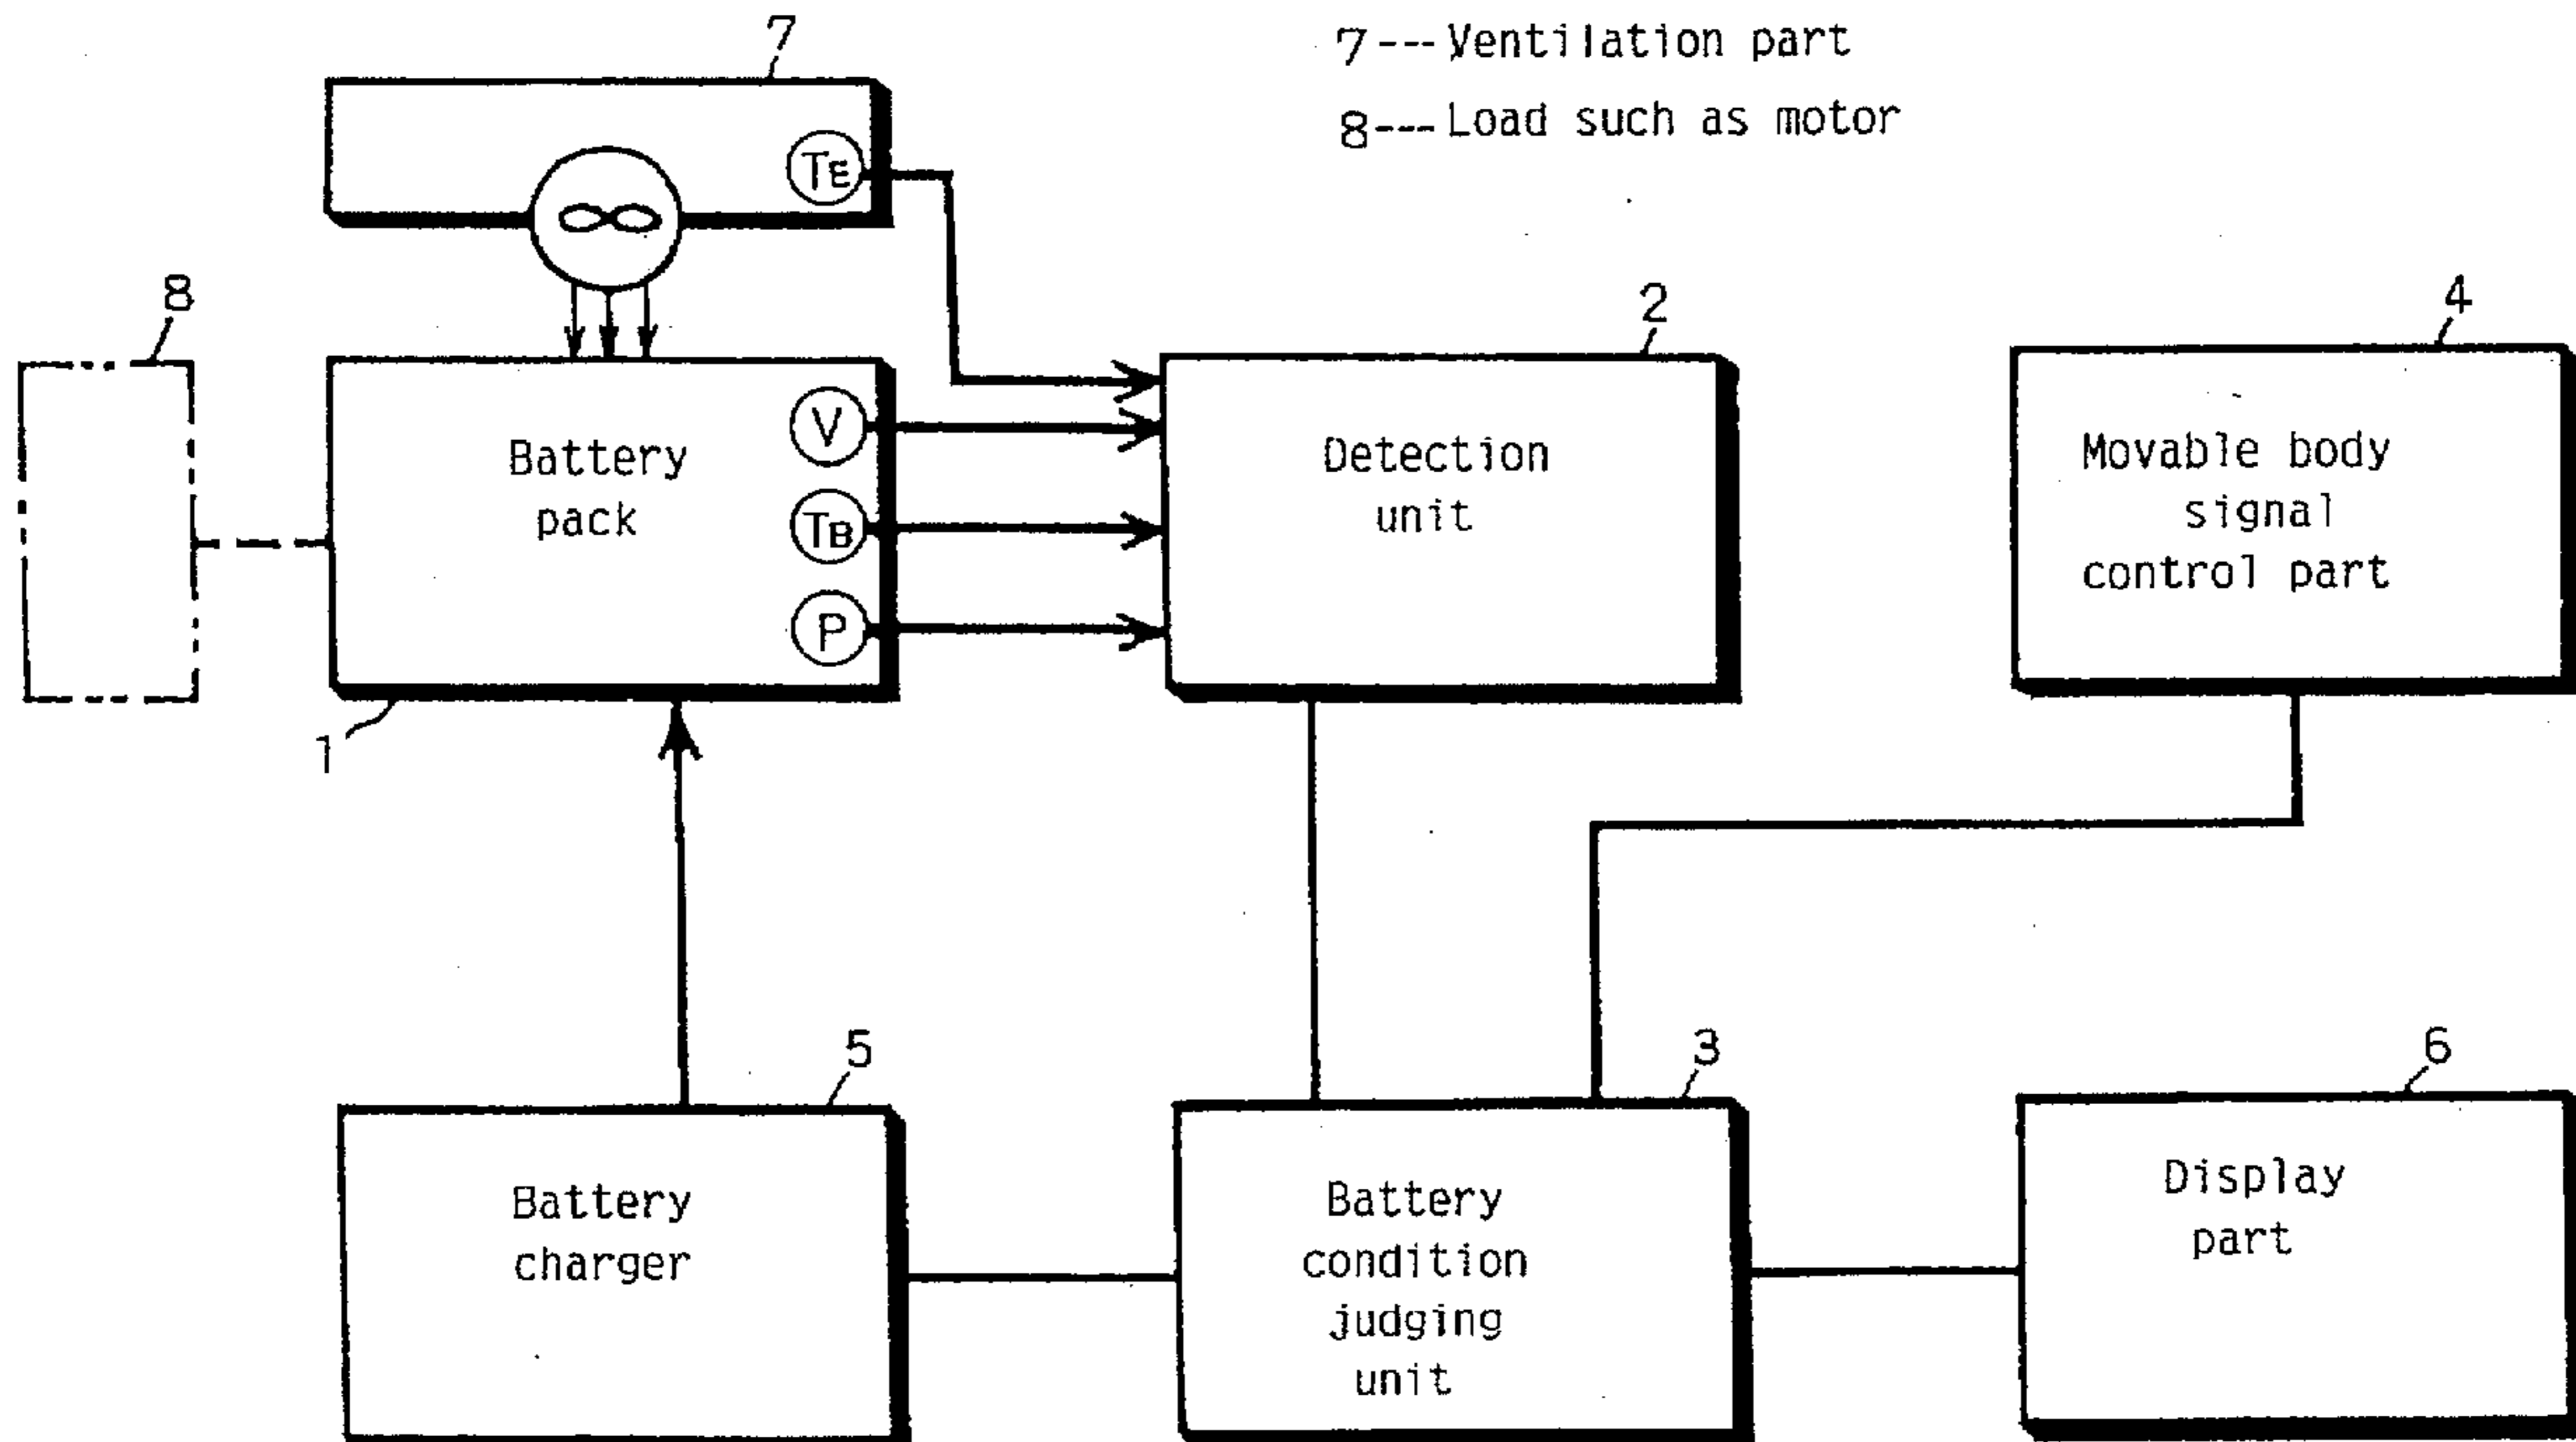 7
7---Ventilation part
8---Load such as motor
TE
8
2
4
V
Battery
pack
TB
P
Detection
unit
Movable body
signal
control part
1
5
3
6
Battery
charger
Battery
condition
judging
unit
Display
part